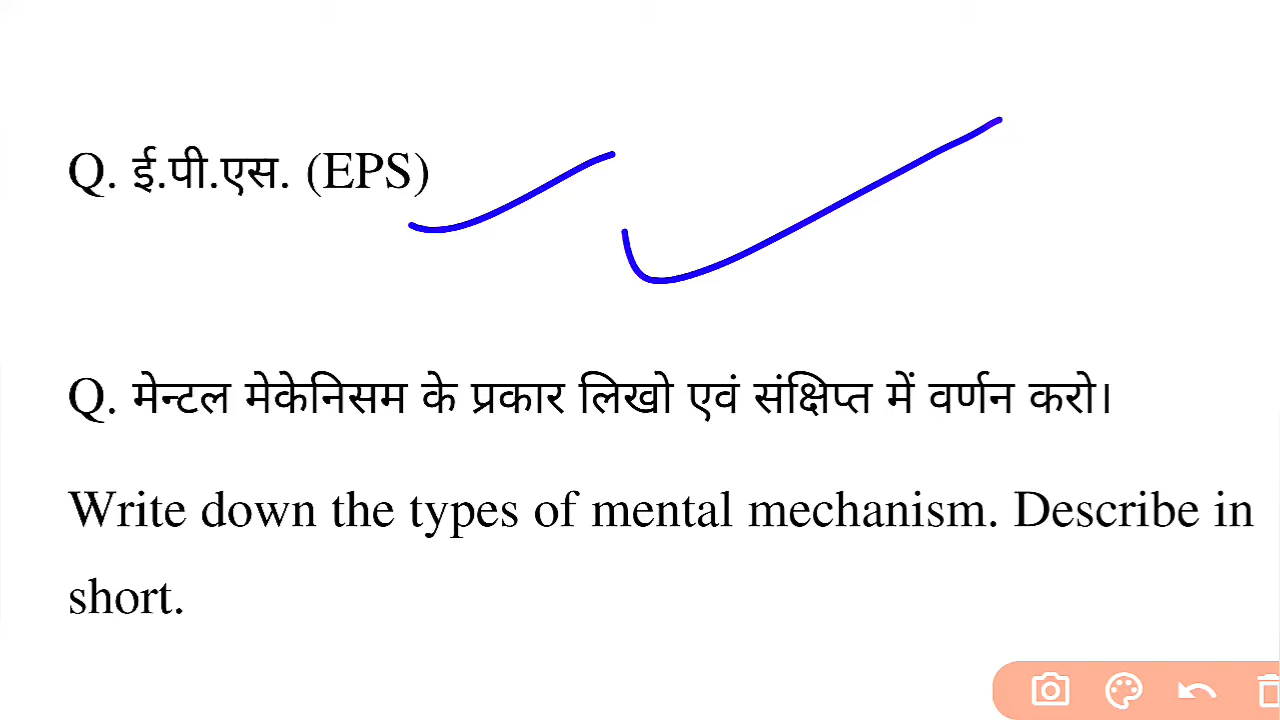 Q. ई.पी.एस. (EPS)
Q. मेन्टल मेकेनिसम के प्रकार लिखो एवं संक्षिप्त में वर्णन करो।
Write down the types of mental mechanism. Describe in
short.